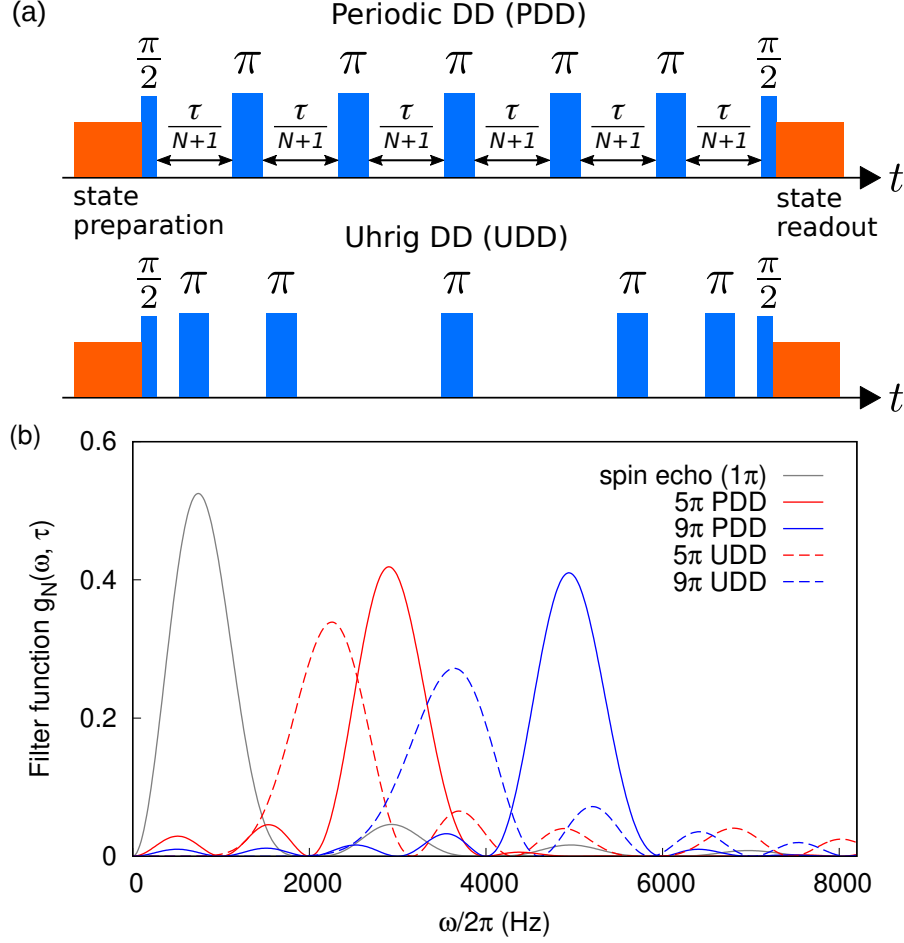 (a)
Periodic DD (PDD)
π/2 π π π π π π/2
τ/N+1 τ/N+1 τ/N+1 τ/N+1 τ/N+1 τ/N+1
t
state preparation
state readout
Uhrig DD (UDD)
π/2 π π π π π π/2
t
(b)
0.6
0.4
0.2
0
Filter function g_N(ω, τ)
spin echo (1π)
5π PDD
9π PDD
5π UDD
9π UDD
0 2000 4000 6000 8000
ω/2π (Hz)